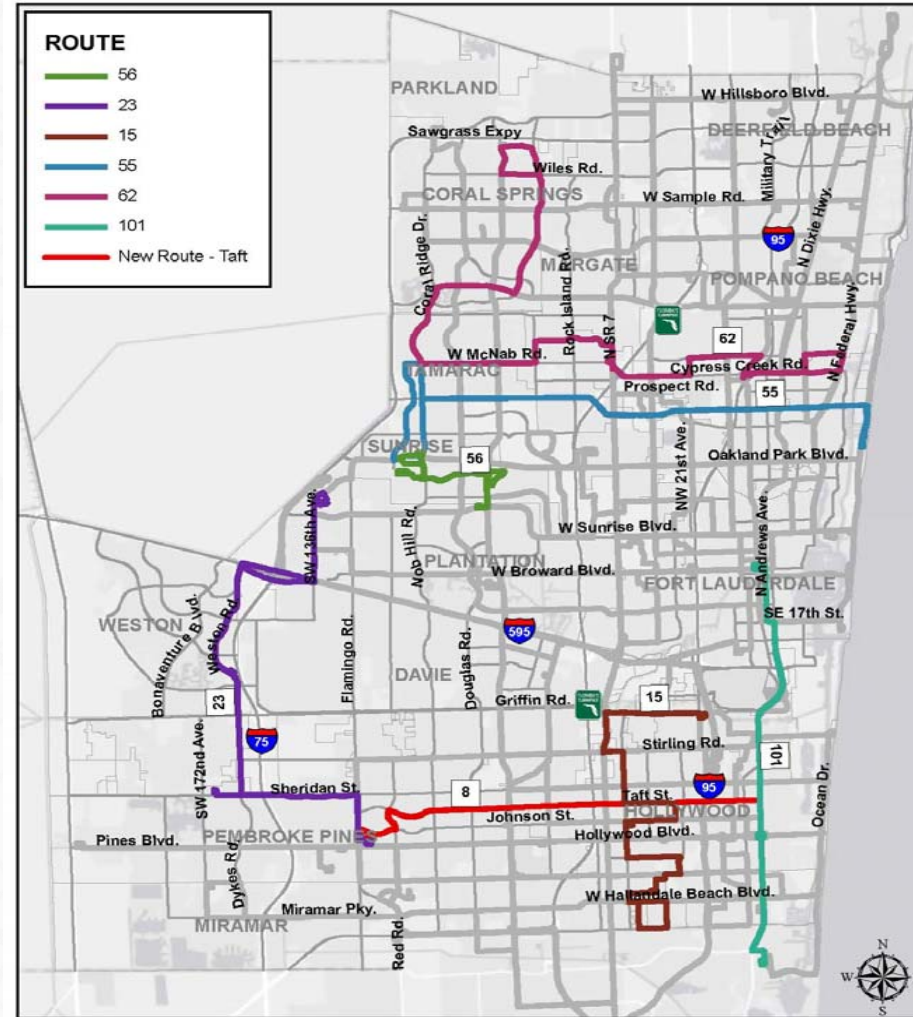 ROUTE
56
23
15
55
62
101
New Route - Taft
PARKLAND
W Hillsboro Blvd.
DEERFIELD BEACH
Military Trail
Sawgrass Expy
Wiles Rd.
CORAL SPRINGS
W Sample Rd.
N Dixie Hwy.
95
Coral Ridge Dr.
MARGATE
Rock Island Rd.
POMPANO BEACH
N SR 7
62
N Federal Hwy.
W McNab Rd.
TAMARAC
Cypress Creek Rd.
Prospect Rd.
55
SUNRISE
56
NW 21st Ave.
Oakland Park Blvd.
SW 136th Ave.
Nob Hill Rd.
W Sunrise Blvd.
N Andrews Ave.
PLANTATION
W Broward Blvd.
FORT LAUDERDALE
SE 17th St.
WESTON
Bonaventure Blvd.
Weston Rd.
595
Flamingo Rd.
DAVIE
Douglas Rd.
23
Griffin Rd.
15
75
Stirling Rd.
101
SW 172nd Ave.
Sheridan St.
8
95
Taft St.
Ocean Dr.
Johnson St.
HOLLYWOOD
PEMBROKE PINES
Pines Blvd.
Hollywood Blvd.
Dykes Rd.
W Hallandale Beach Blvd.
Miramar Pky.
MIRAMAR
Red Rd.
N
W
E
S